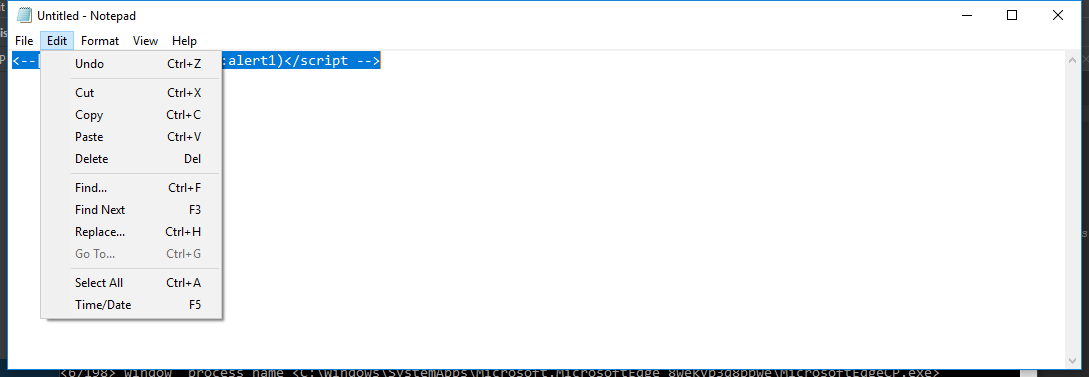 Untitled - Notepad
File Edit Format View Help
<--
:alert1)</script -->
Undo Ctrl+Z
Cut Ctrl+X
Copy Ctrl+C
Paste Ctrl+V
Delete Del
Find... Ctrl+F
Find Next F3
Replace... Ctrl+H
Go To... Ctrl+G
Select All Ctrl+A
Time/Date F5
<6/198> window process name <C:\Windows\SystemApps\Microsoft.MicrosoftEdge_8wekyb3d8bbwe\MicrosoftEdgeCP.exe>